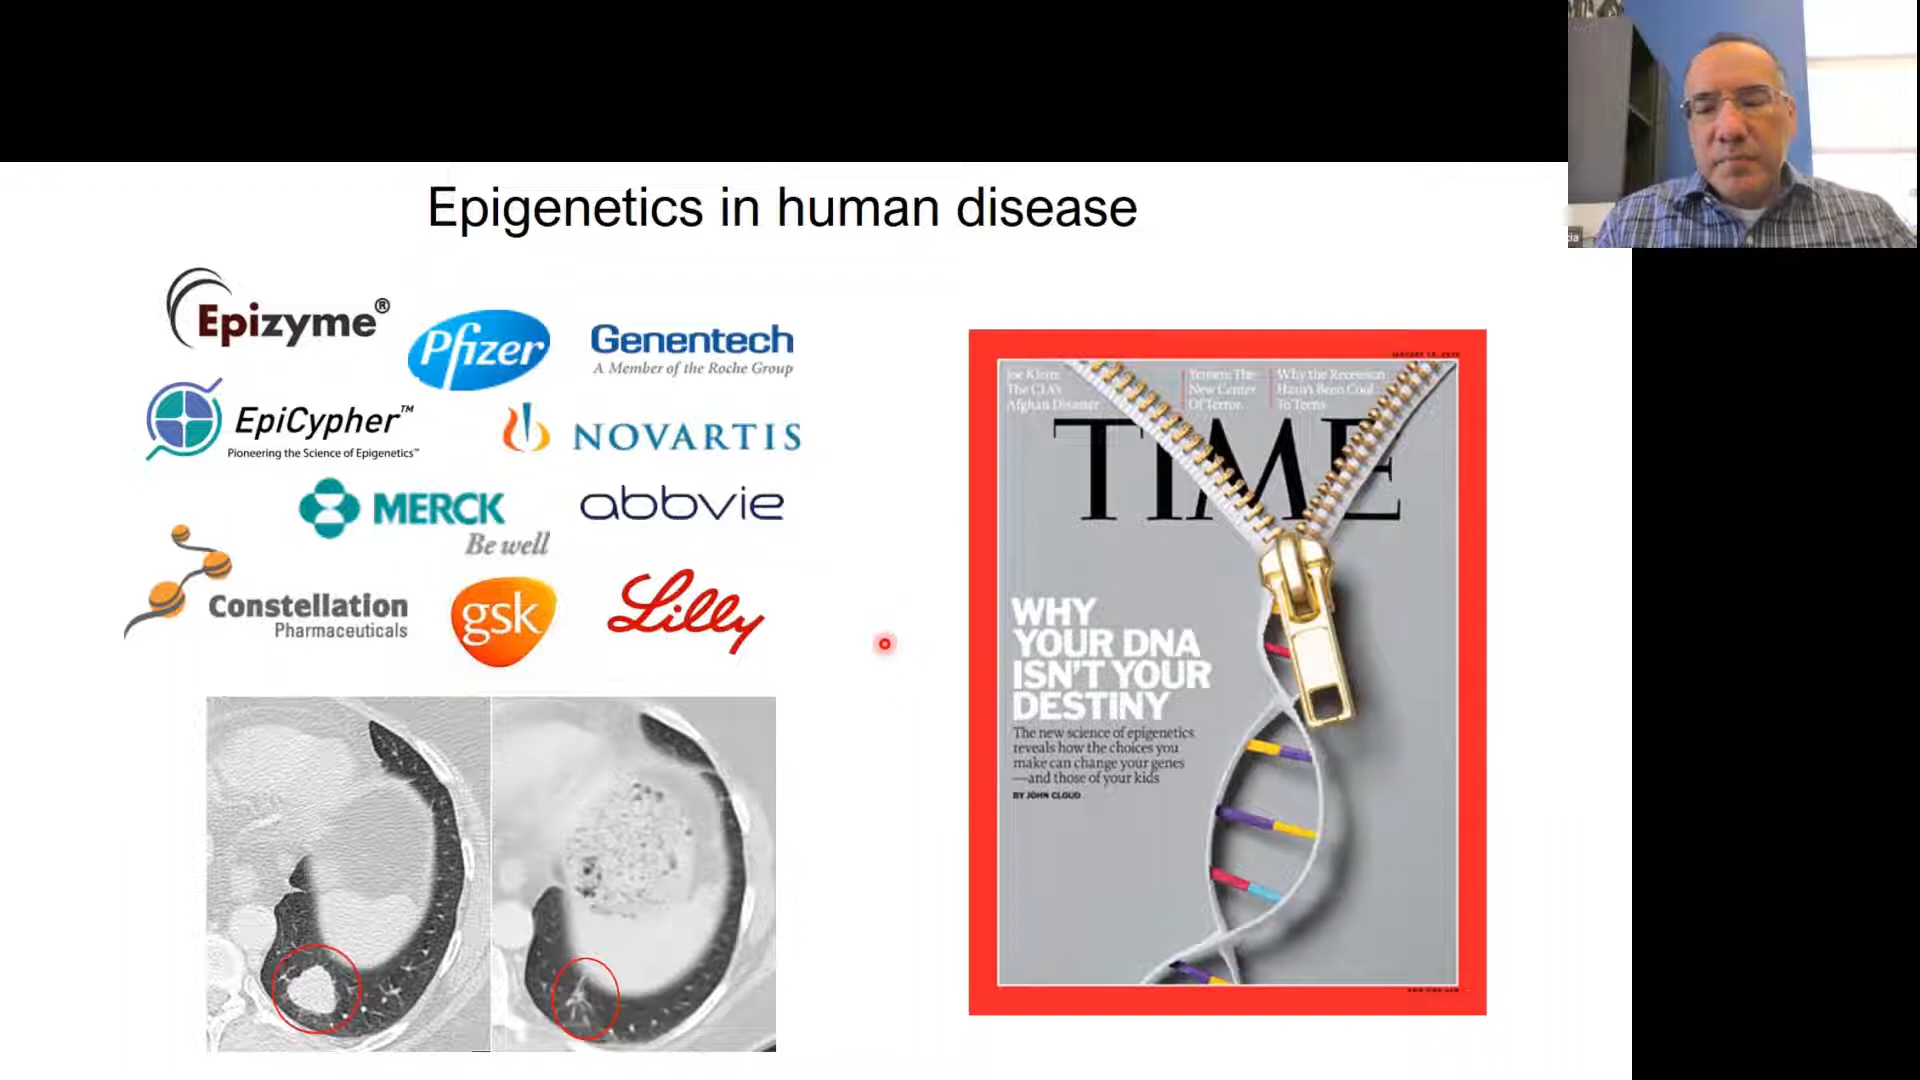 Epigenetics in human disease
Epizyme®
Pfizer
Genentech
A Member of the Roche Group
EpiCypher™
Pioneering the Science of Epigenetics™
NOVARTIS
MERCK
Be well
abbvie
Constellation
Pharmaceuticals
gsk
Lilly
Joe Klein:
The CIA's
Afghan Disaster
Yemen: The
New Center
Of Terror
Why the Recession
Hasn't Been Cool
To Teens
TIME
WHY
YOUR DNA
ISN'T YOUR
DESTINY
The new science of epigenetics
reveals how the choices you
make can change your genes
—and those of your kids
BY JOHN CLOUD